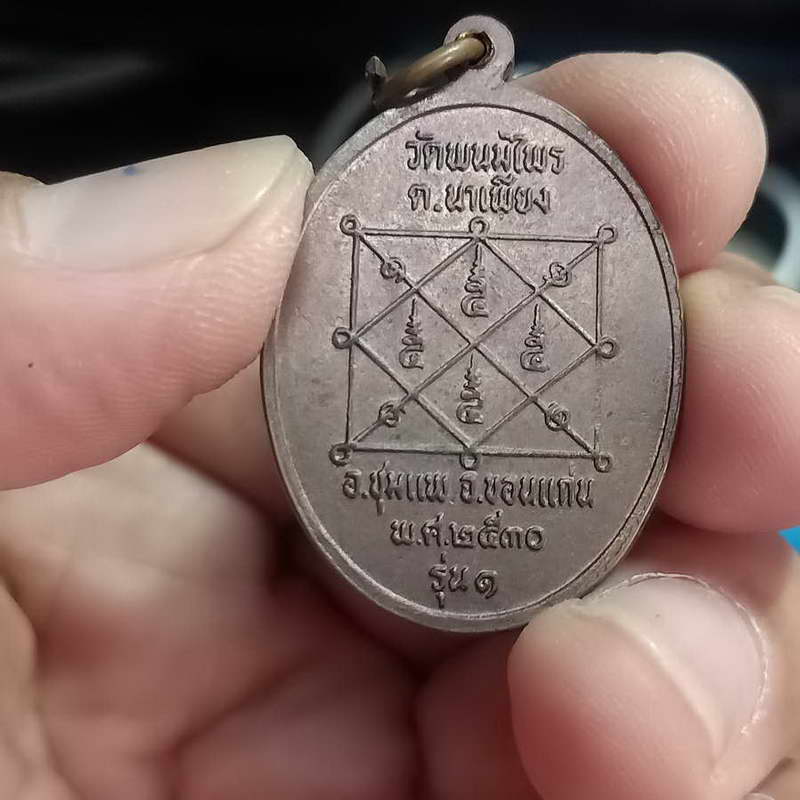 วัดพนมไพร
ต.นาเพียง
อ.ชุมแพ.จ.ขอนแก่น
พ.ศ.๒๕๓๐
รุ่น ๑